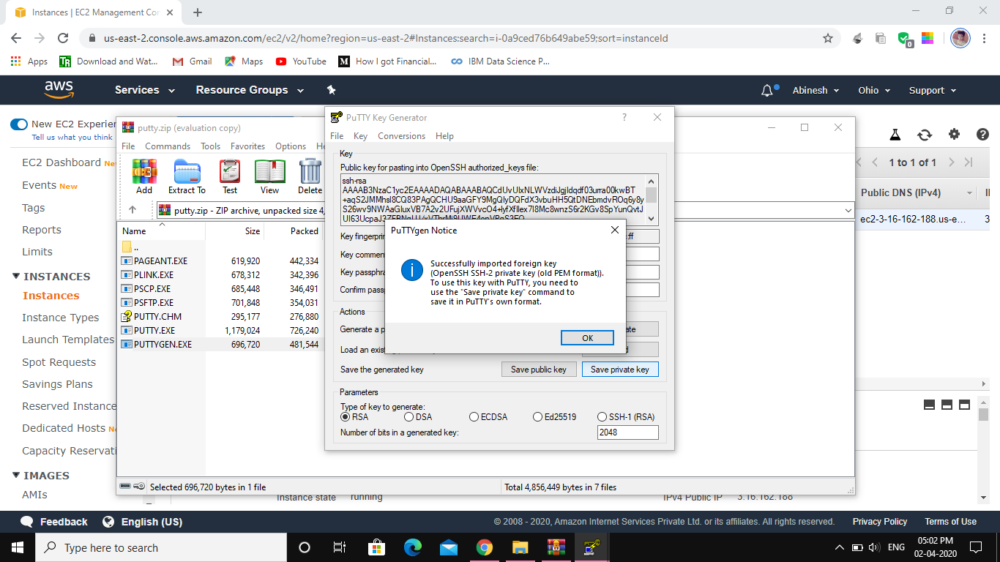 Instances | EC2 Management Con
us-east-2.console.aws.amazon.com/ec2/v2/home?region=us-east-2#Instances:search=i-0a9ced76b649abe59;sort=instanceId
0
Apps
TR
Download and Wat...
Gmail
Maps
YouTube
M
How I got Financial...
IBM Data Science P...
aws
Services
Resource Groups
Abinesh
Ohio
Support
New EC2 Experien
Tell us what you think
EC2 Dashboard New
Events New
Tags
Reports
Limits
INSTANCES
Instances
Instance Types
Launch Templates
Spot Requests
Savings Plans
Reserved Instance
Dedicated Hosts
Capacity Reservati
IMAGES
AMIs
putty.zip (evaluation copy)
File
Commands
Tools
Favorites
Options
He
Add
Extract To
Test
View
Delete
putty.zip - ZIP archive, unpacked size 4,
Name
Size
Packed
..
PAGEANT.EXE 619,920 442,334
PLINK.EXE 678,312 342,396
PSCP.EXE 685,448 346,491
PSFTP.EXE 701,848 354,031
PUTTY.CHM 295,177 276,880
PUTTY.EXE 1,179,024 726,240
PUTTYGEN.EXE 696,720 481,544
Selected 696,720 bytes in 1 file
Total 4,856,449 bytes in 7 files
PuTTY Key Generator
?
File
Key
Conversions
Help
Key
Public key for pasting into OpenSSH authorized_keys file:
ssh-rsa
Key fingerprin
:ff
Key commen
Key passphra
Confirm pass
Actions
Generate a p
ate
Load an exist
d
Save the generated key
Save public key
Save private key
Parameters
Type of key to generate:
RSA
DSA
ECDSA
Ed25519
SSH-1 (RSA)
Number of bits in a generated key:
2048
PuTTYgen Notice
Successfully imported foreign key
(OpenSSH SSH-2 private key (old PEM format)).
To use this key with PuTTY, you need to
use the "Save private key" command to
save it in PuTTY's own format.
OK
1 to 1 of 1
Public DNS (IPv4)
ec2-3-16-162-188.us-e...
3
Instance state
running
IPv4 Public IP
3.16.162.188
Feedback
English (US)
© 2008 - 2020, Amazon Internet Services Private Ltd. or its affiliates. All rights reserved.
Privacy Policy
Terms of Use
Type here to search
ENG
05:02 PM
02-04-2020